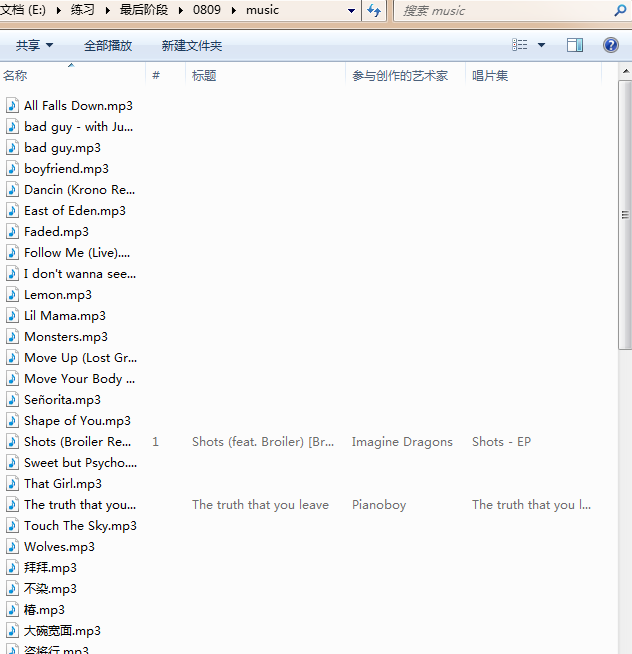 文档 (E:) 练习 最后阶段 0809 music 搜索 music
共享 全部播放 新建文件夹
名称 # 标题 参与创作的艺术家 唱片集
All Falls Down.mp3
bad guy - with Ju...
bad guy.mp3
boyfriend.mp3
Dancin (Krono Re...
East of Eden.mp3
Faded.mp3
Follow Me (Live)....
I don't wanna see...
Lemon.mp3
Lil Mama.mp3
Monsters.mp3
Move Up (Lost Gr...
Move Your Body ...
Señorita.mp3
Shape of You.mp3
Shots (Broiler Re... 1 Shots (feat. Broiler) [Br... Imagine Dragons Shots - EP
Sweet but Psycho....
That Girl.mp3
The truth that you... The truth that you leave Pianoboy The truth that you l...
Touch The Sky.mp3
Wolves.mp3
拜拜.mp3
不染.mp3
椿.mp3
大碗宽面.mp3
盗将行.mp3